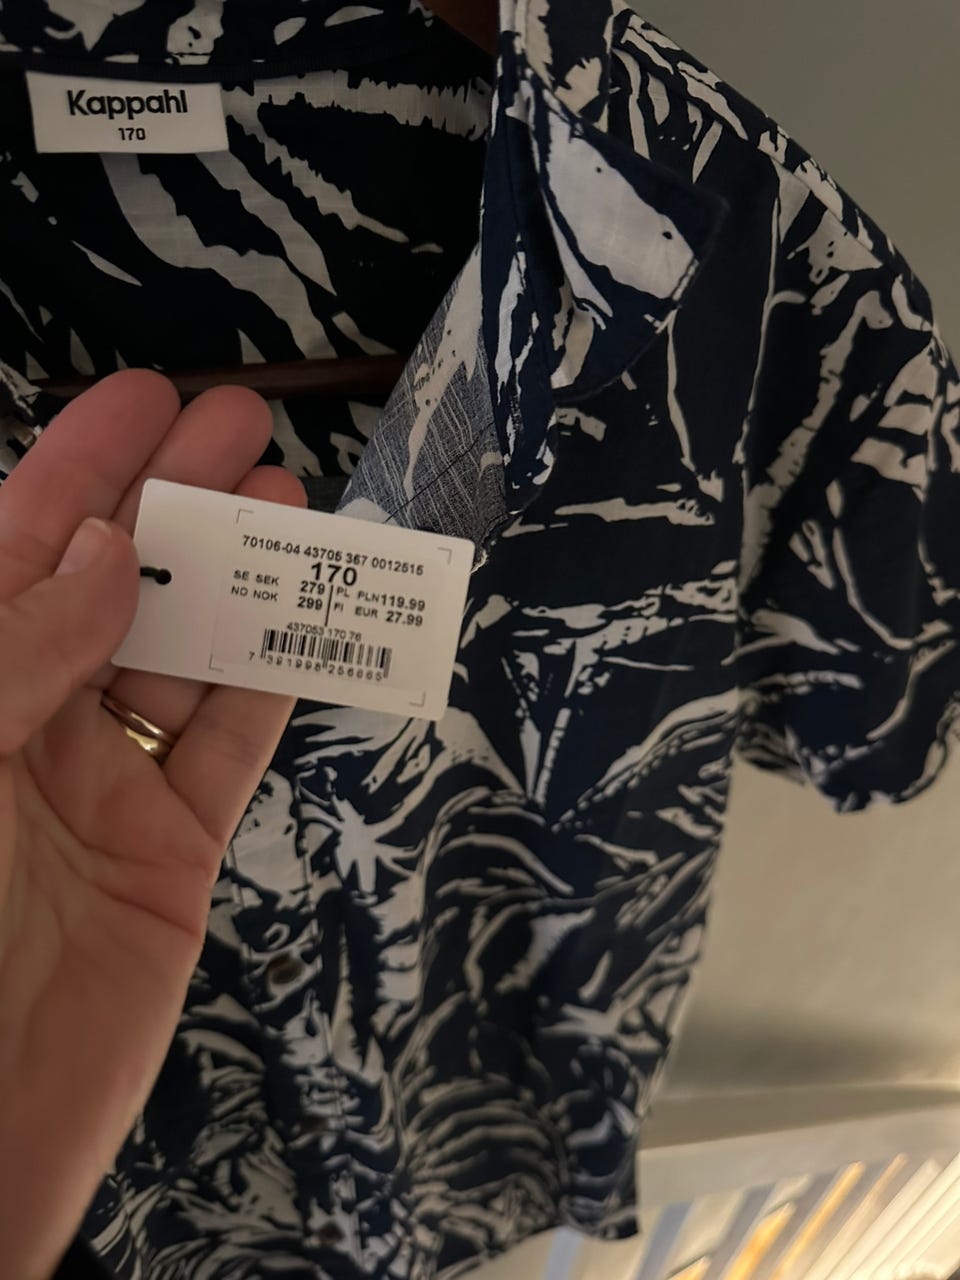 Kappahl
170
70106-04 43705 367 0012515
170
SE SEK 279 PL PLN119.99
NO NOK 299 FI EUR 27.99
437053 170 76
7 391998 256665